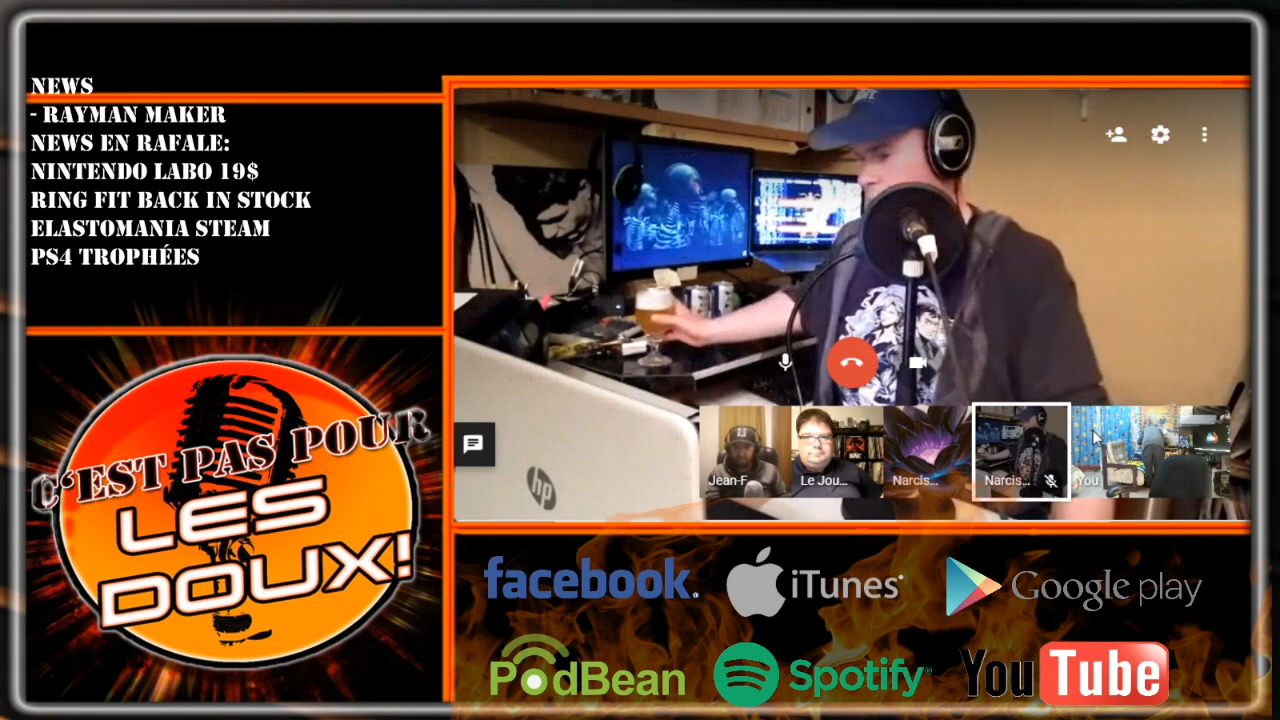 NEWS
- RAYMAN MAKER
NEWS EN RAFALE:
NINTENDO LABO 19$
RING FIT BACK IN STOCK
ELASTOMANIA STEAM
PS4 TROPHÉES
C'EST PAS POUR
LES
DOUX!
hp
Jean-F...
Le Jou...
Narcis...
Narcis...
You
facebook.
iTunes
Google play
PodBean
Spotify
YouTube